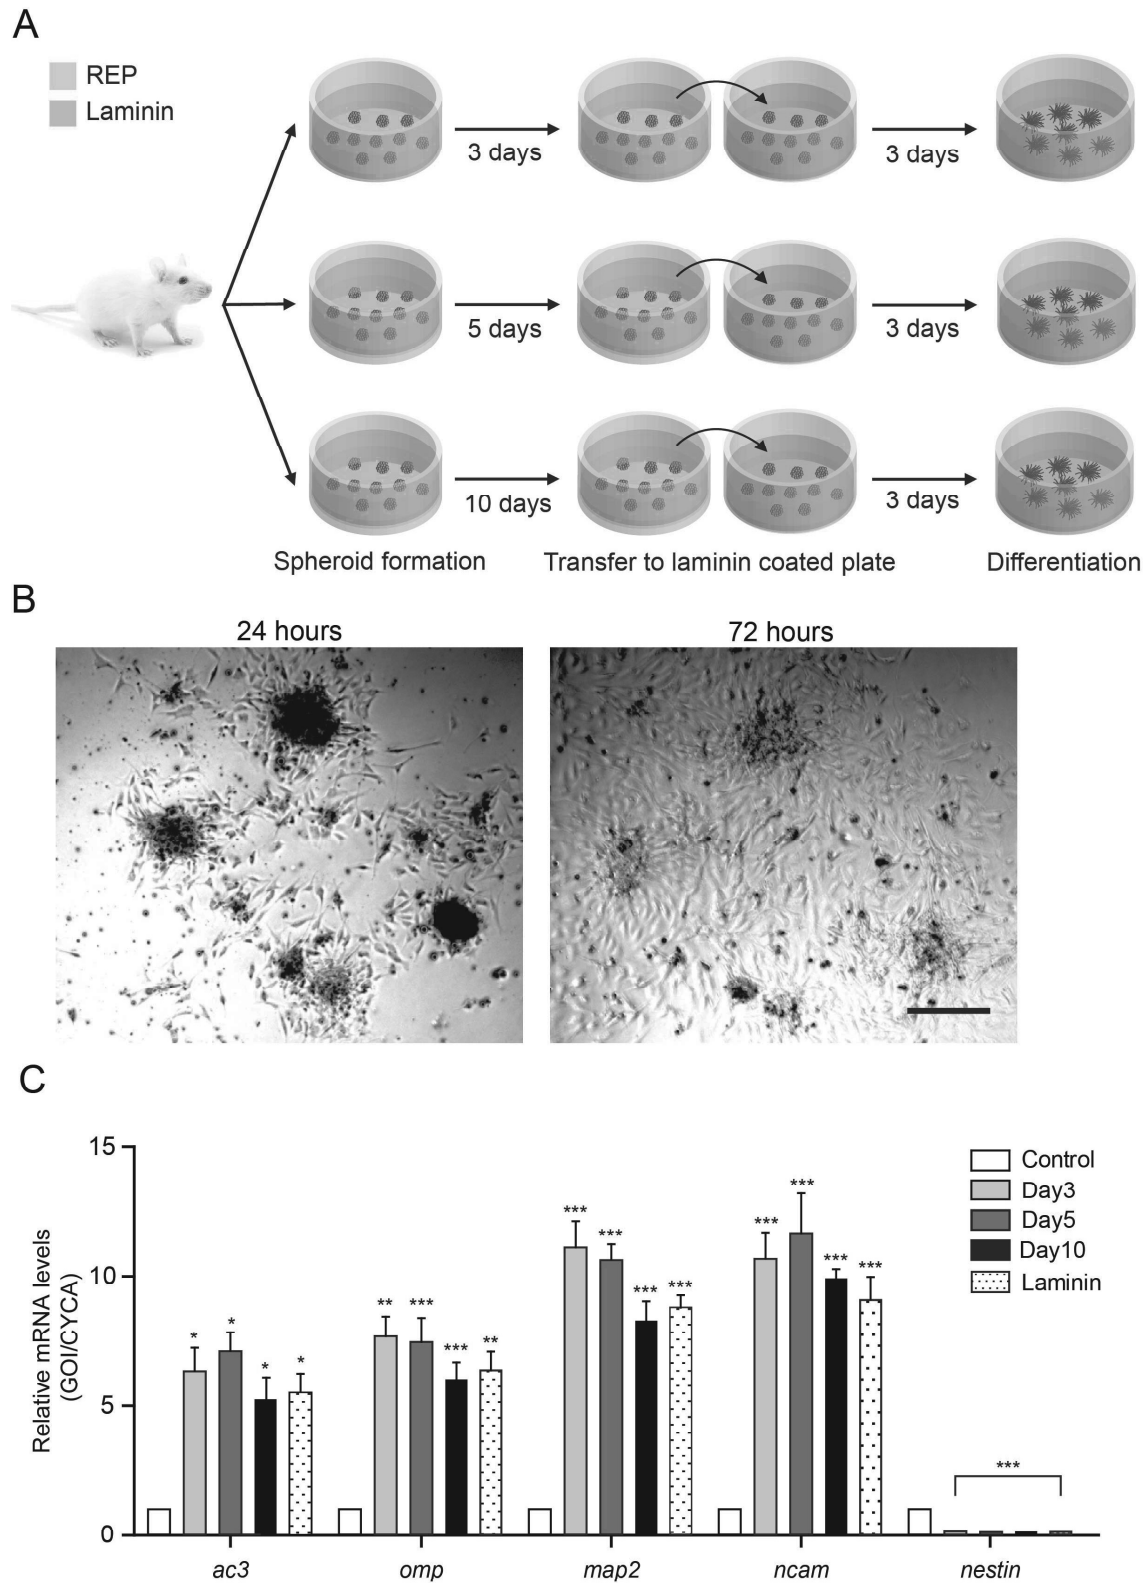 A
REP
Laminin
3 days
3 days
5 days
3 days
10 days
3 days
Spheroid formation
Transfer to laminin coated plate
Differentiation
B
24 hours
72 hours
C
Relative mRNA levels
(GOI/CYCA)
15
10
5
0
* * * *
** *** *** **
*** *** *** ***
*** *** *** ***
***
Control
Day3
Day5
Day10
Laminin
ac3 omp map2 ncam nestin